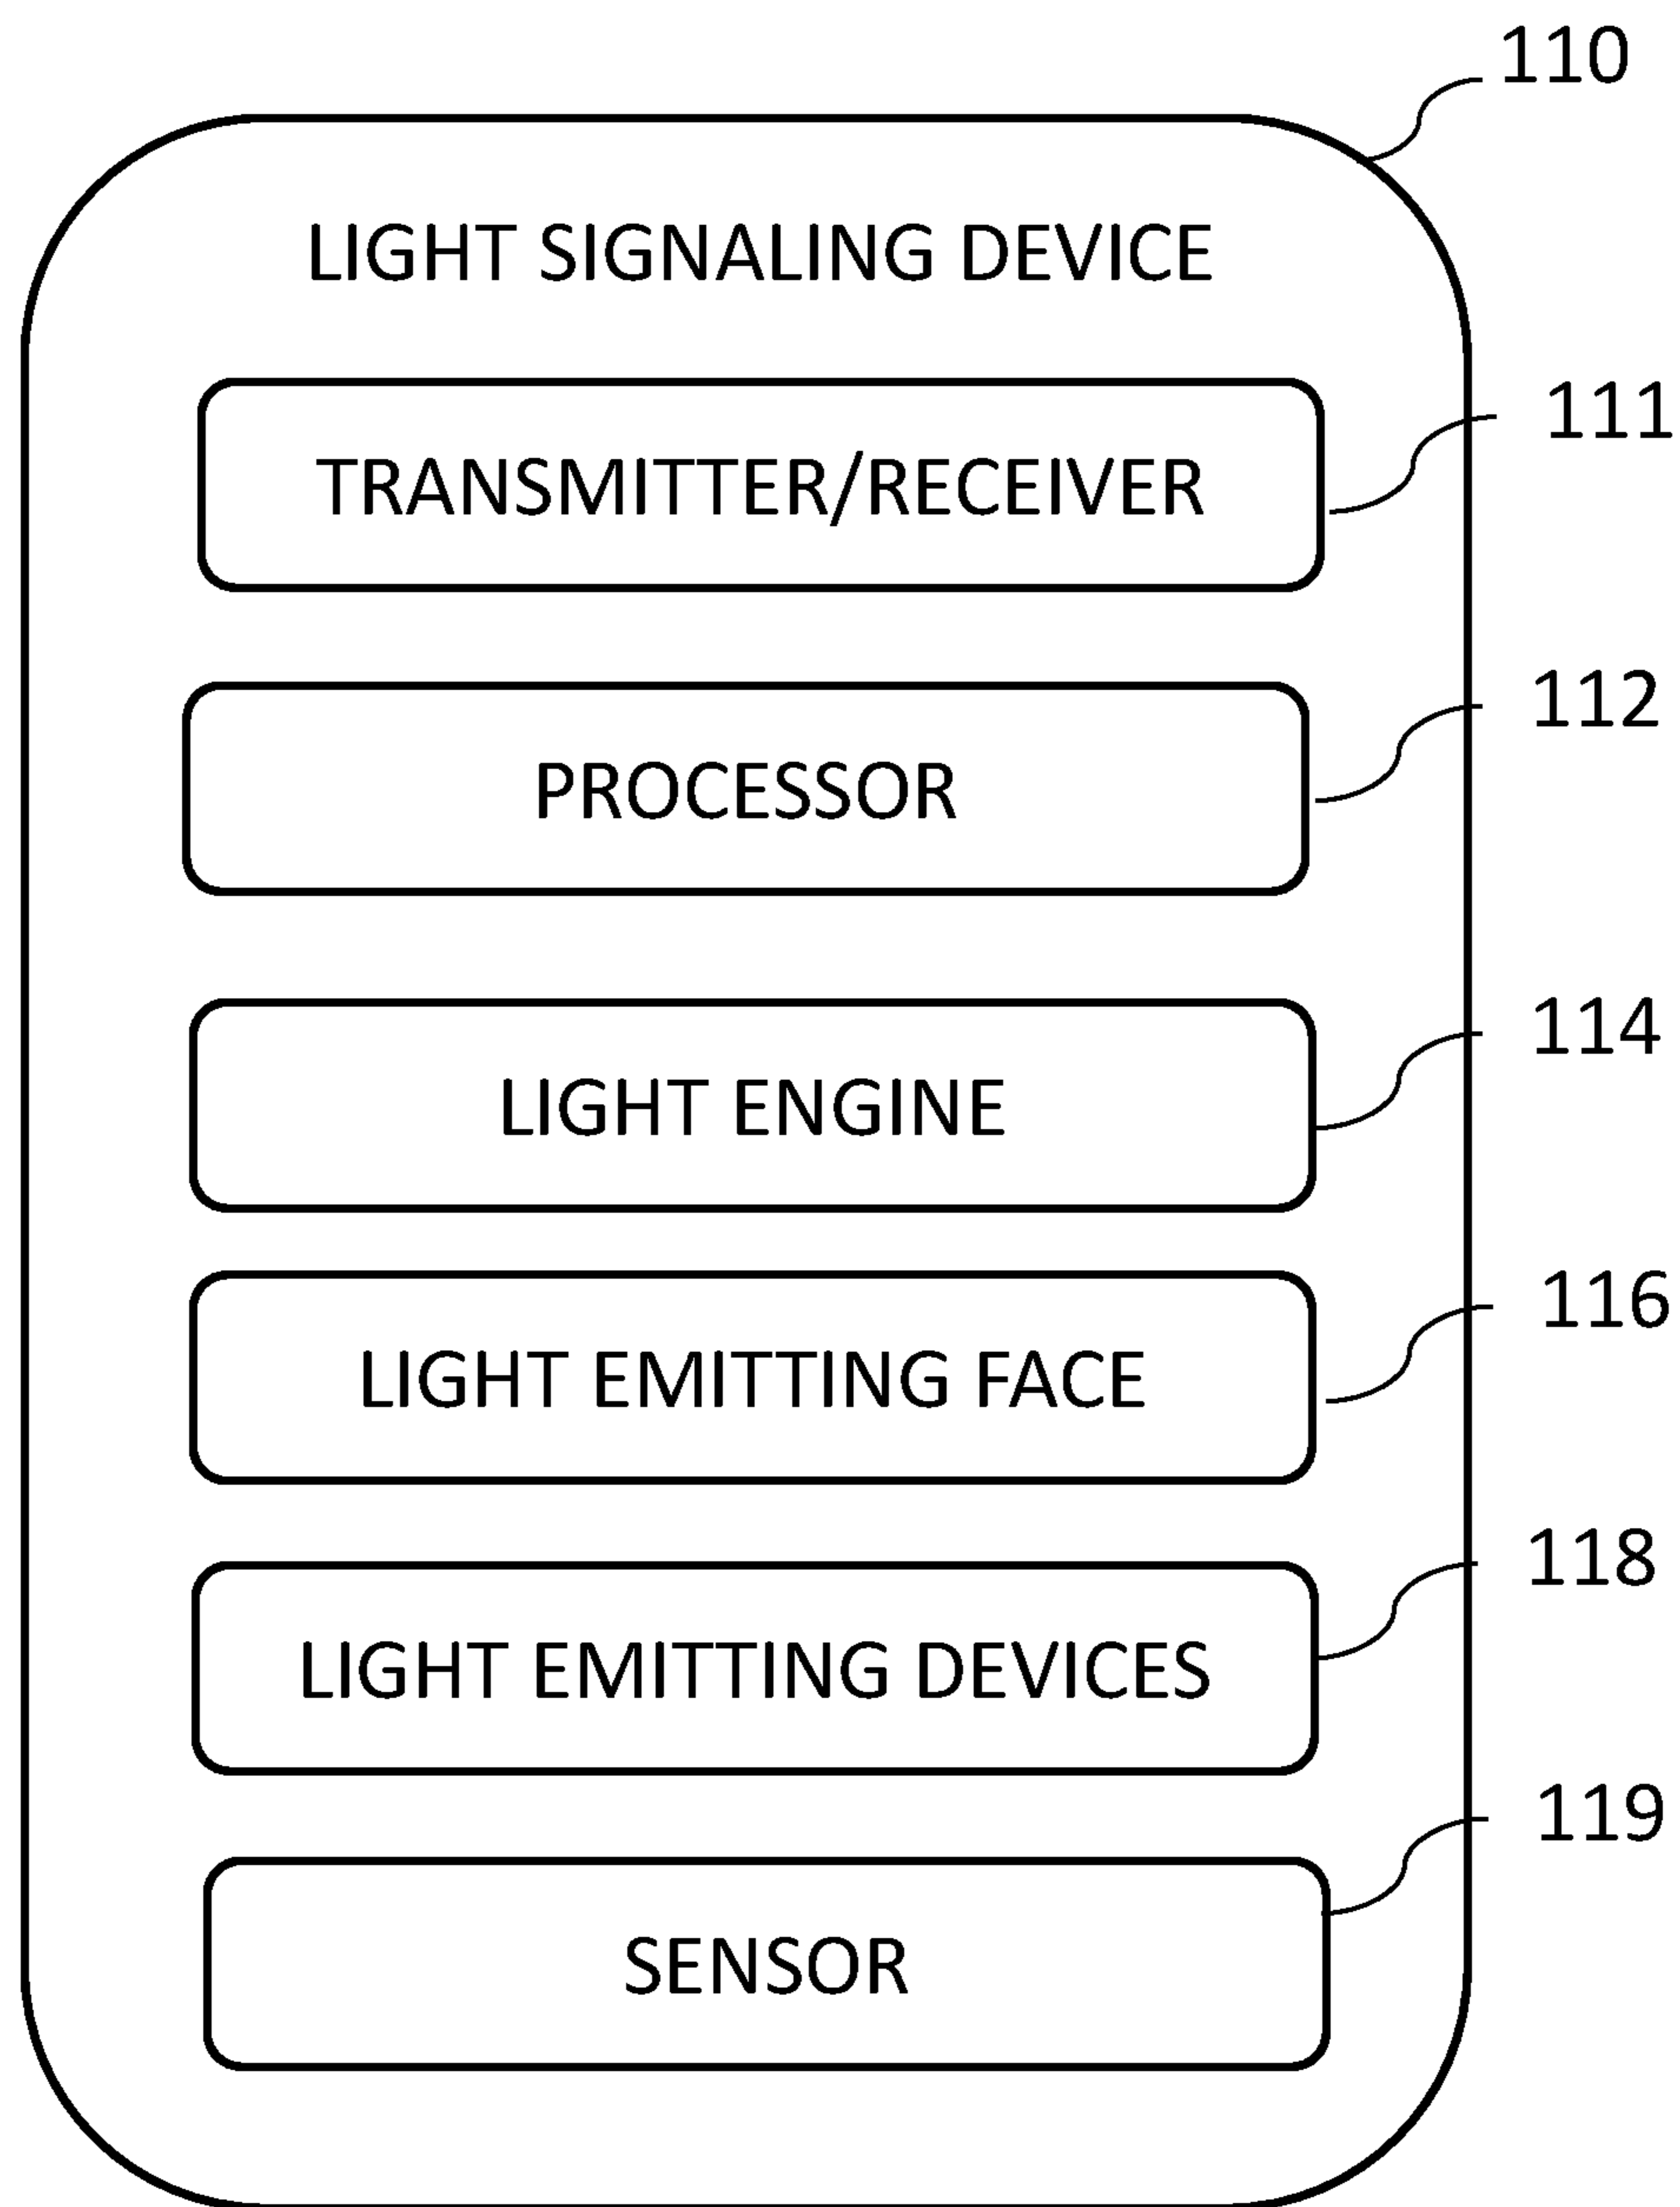 110
LIGHT SIGNALING DEVICE
111
TRANSMITTER/RECEIVER
112
PROCESSOR
114
LIGHT ENGINE
116
LIGHT EMITTING FACE
118
LIGHT EMITTING DEVICES
119
SENSOR